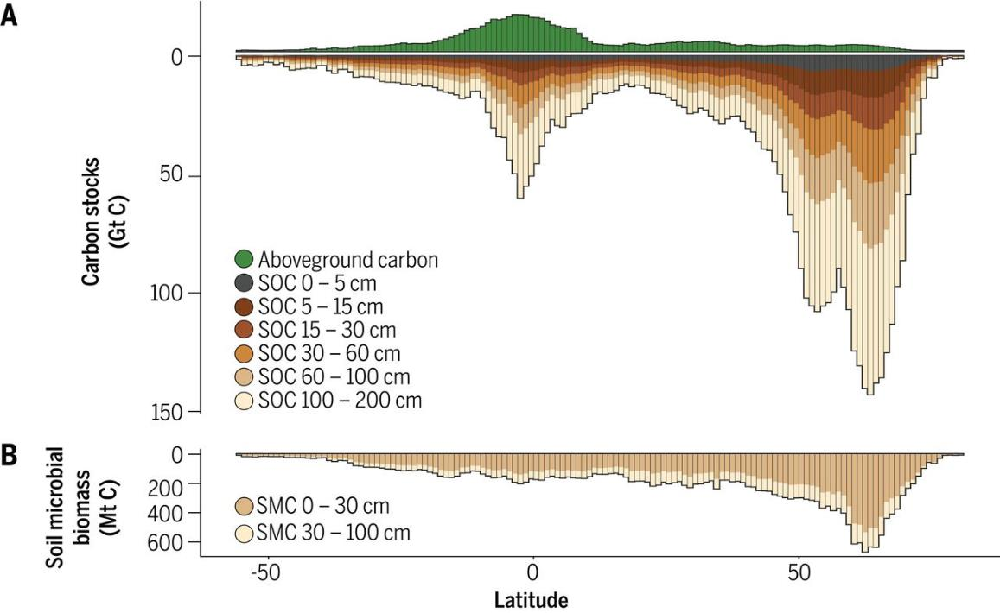 A
0
50
100
150
Carbon stocks
(Gt C)
Aboveground carbon
SOC 0 – 5 cm
SOC 5 – 15 cm
SOC 15 – 30 cm
SOC 30 – 60 cm
SOC 60 – 100 cm
SOC 100 – 200 cm
B
0
200
400
600
Soil microbial
biomass
(Mt C)
SMC 0 – 30 cm
SMC 30 – 100 cm
-50
0
50
Latitude